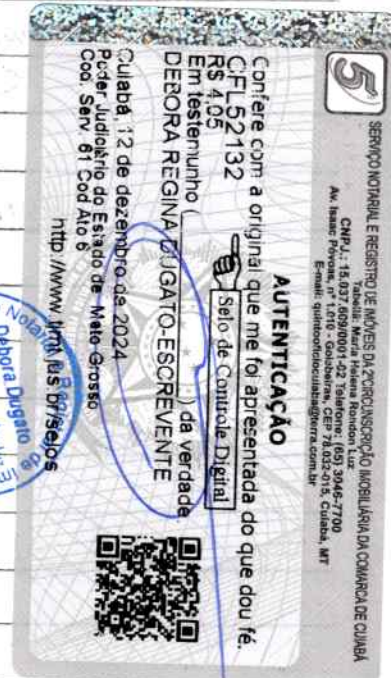 5º
SERVIÇO NOTARIAL E REGISTRO DE IMÓVEIS DA 2ª CIRCUNSCRIÇÃO IMOBILIÁRIA DA COMARCA DE CUIABÁ
Tabeliã: Maria Helena Rondon Luz
CNPJ.: 15.037.609/0001-02 Telefone: (65) 3046-7700
Av. Isaac Póvoas, nº 1.010 - Goiabeiras, CEP 78.032-015, Cuiabá, MT
E-mail: quintooficiocuiaba@terra.com.br
AUTENTICAÇÃO
Confere com a original que me foi apresentada do que dou fé.
CFL52132
Selo de Controle Digital
R$ 4,05
Em testemunho (__________) da verdade
DEBORA REGINA DUGATO-ESCREVENTE
Cuiabá, 12 de dezembro de 2024
Poder Judiciário do Estado de Mato Grosso
Cod. Serv. 61 Cod Ato 6
http://www.tjmt.jus.br/selos
Debora Dugato